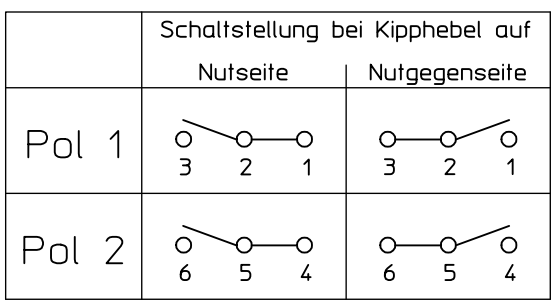 Schaltstellung bei Kipphebel auf
Nutseite Nutgegenseite
Pol 1
3 2 1 3 2 1
Pol 2
6 5 4 6 5 4